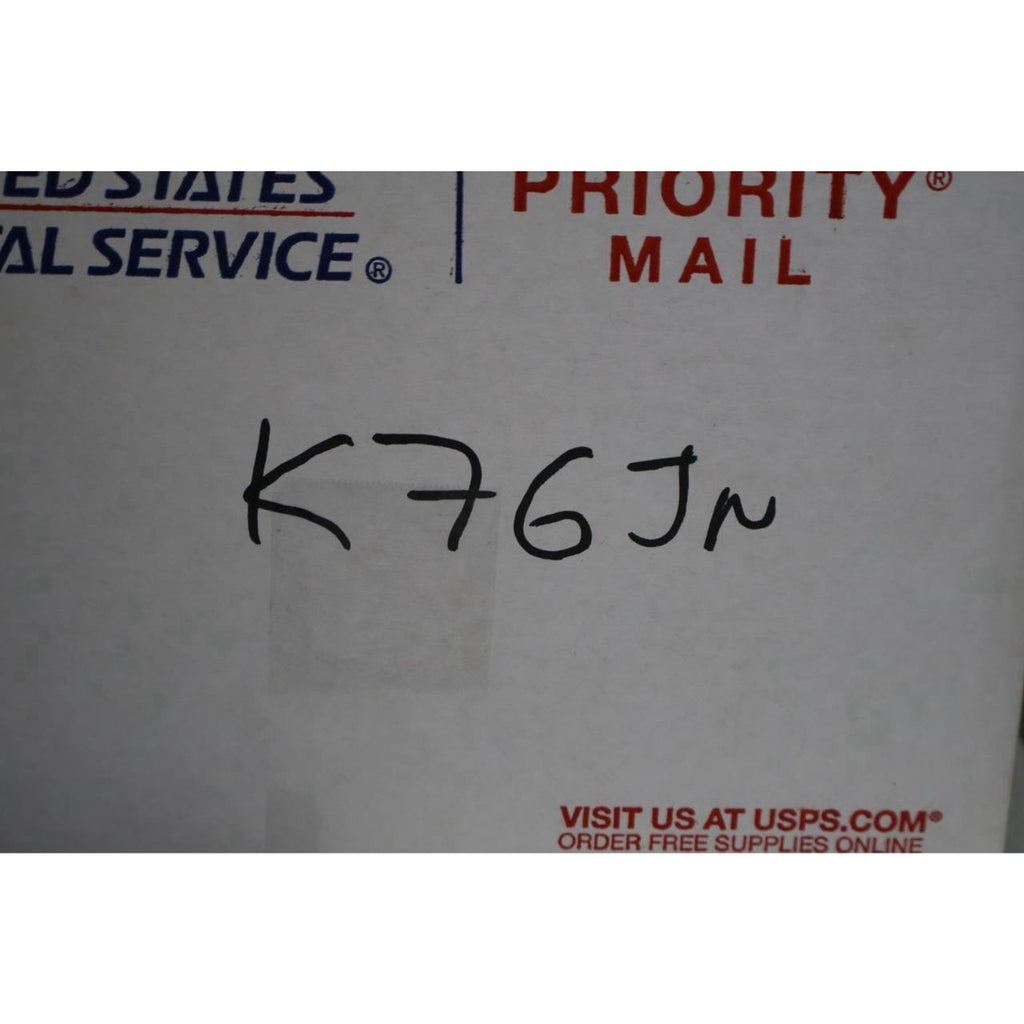 ED STATES
AL SERVICE®
PRIORITY®
MAIL
K76JN
VISIT US AT USPS.COM®
ORDER FREE SUPPLIES ONLINE